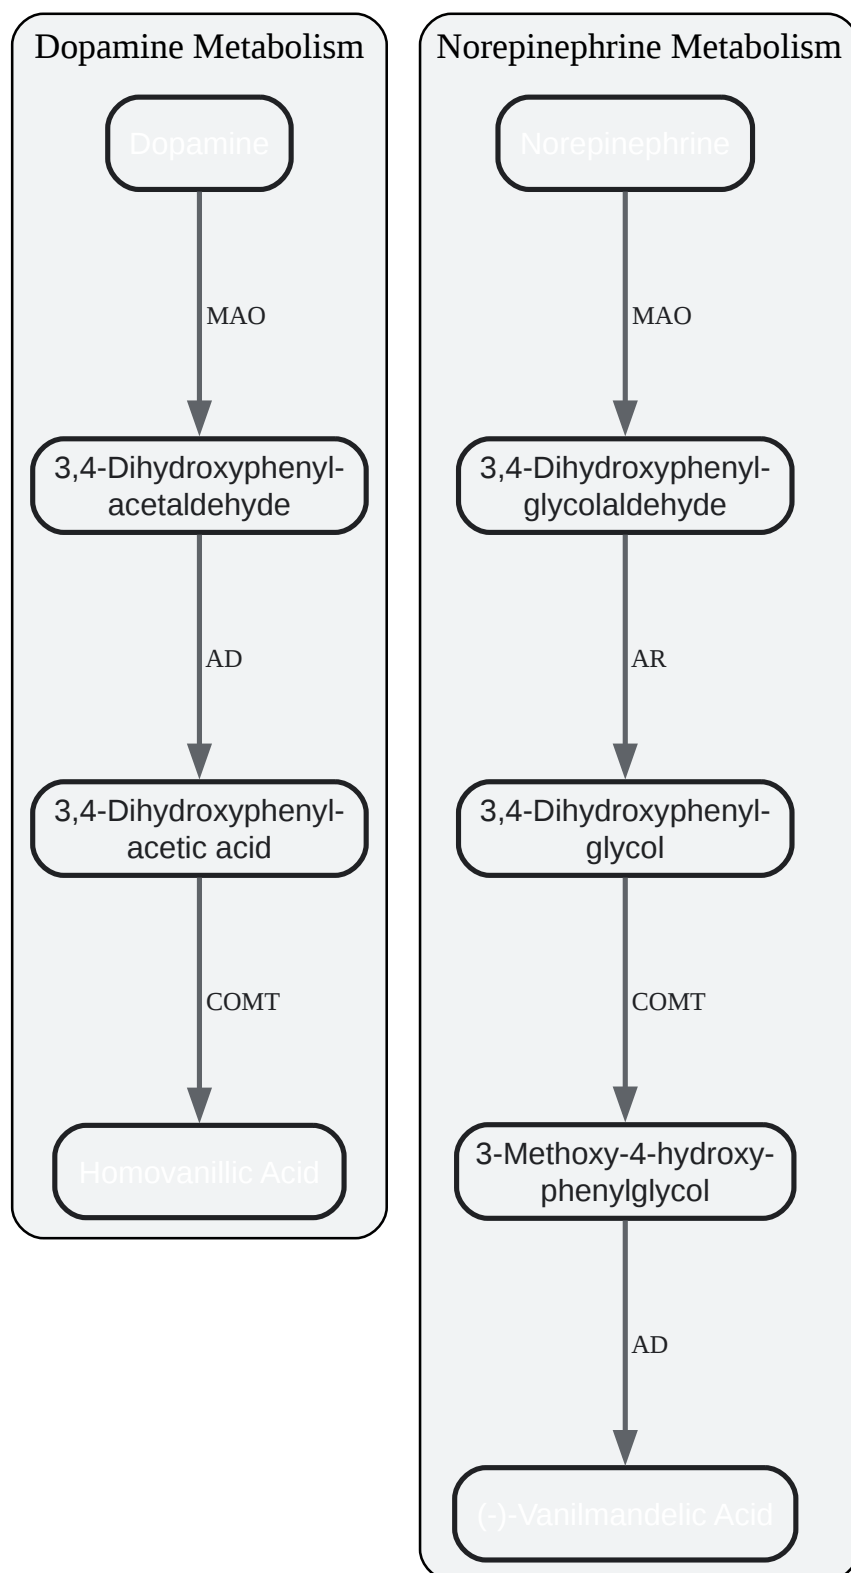 Dopamine Metabolism
Dopamine
MAO
3,4-Dihydroxyphenyl-
acetaldehyde
AD
3,4-Dihydroxyphenyl-
acetic acid
COMT
Homovanillic Acid
Norepinephrine Metabolism
Norepinephrine
MAO
3,4-Dihydroxyphenyl-
glycolaldehyde
AR
3,4-Dihydroxyphenyl-
glycol
COMT
3-Methoxy-4-hydroxy-
phenylglycol
AD
(-)-Vanilmandelic Acid